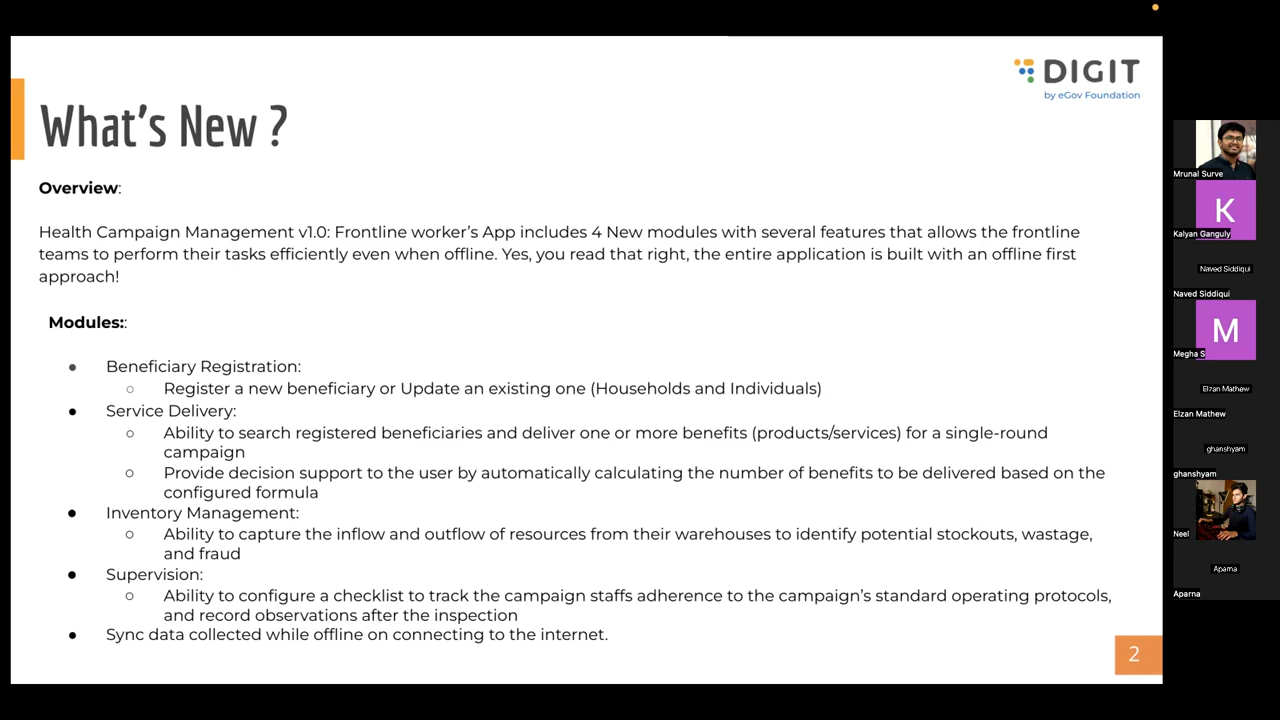 DIGIT
by eGov Foundation
What's New ?
Overview:
Health Campaign Management v1.0: Frontline worker's App includes 4 New modules with several features that allows the frontline
teams to perform their tasks efficiently even when offline. Yes, you read that right, the entire application is built with an offline first
approach!
Modules::
● Beneficiary Registration:
○ Register a new beneficiary or Update an existing one (Households and Individuals)
● Service Delivery:
○ Ability to search registered beneficiaries and deliver one or more benefits (products/services) for a single-round
campaign
○ Provide decision support to the user by automatically calculating the number of benefits to be delivered based on the
configured formula
● Inventory Management:
○ Ability to capture the inflow and outflow of resources from their warehouses to identify potential stockouts, wastage,
and fraud
● Supervision:
○ Ability to configure a checklist to track the campaign staffs adherence to the campaign's standard operating protocols,
and record observations after the inspection
● Sync data collected while offline on connecting to the internet.
2
Mrunal Surve
K
Kalyan Ganguly
Naved Siddiqui
Naved Siddiqui
M
Megha S
Elzan Mathew
Elzan Mathew
ghanshyam
ghanshyam
Neel
Aparna
Aparna